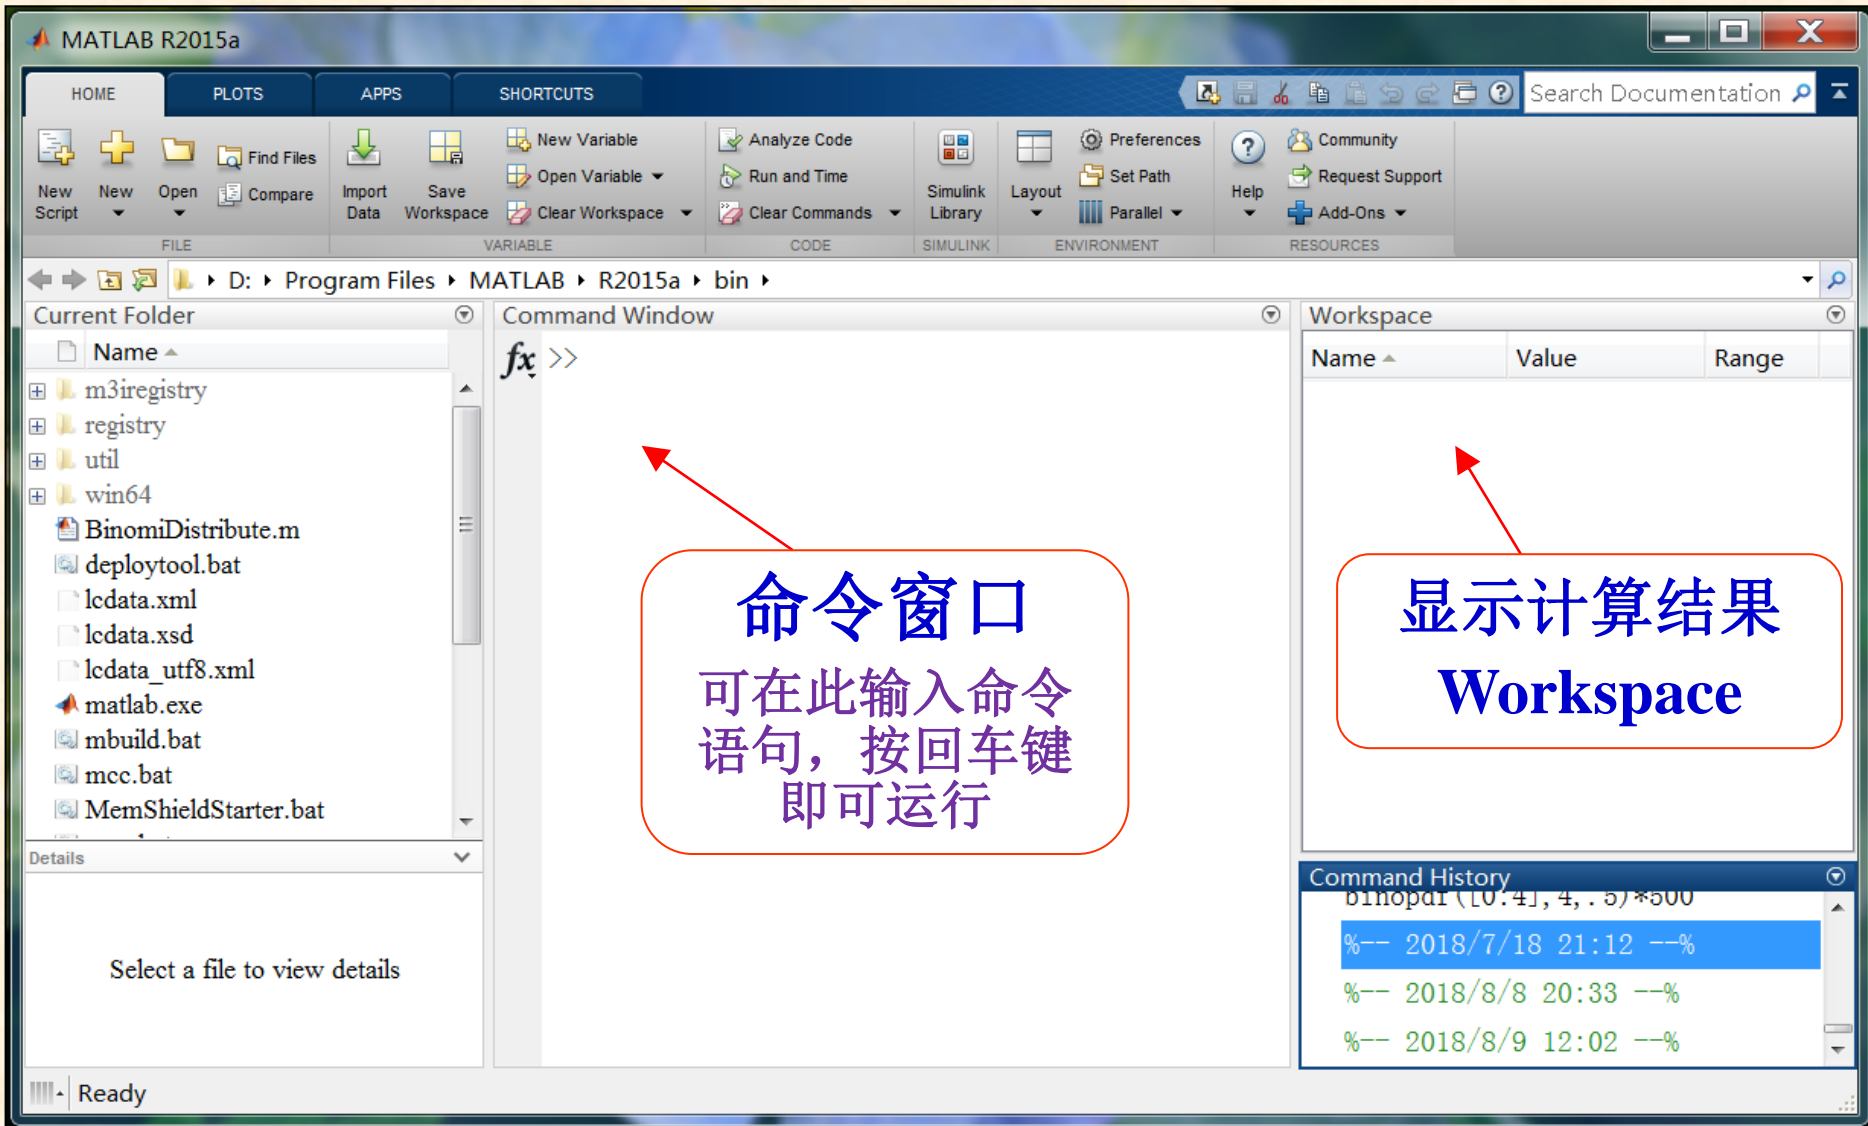 MATLAB R2015a
HOME
PLOTS
APPS
SHORTCUTS
Search Documentation
New Script
New
Open
Find Files
Compare
FILE
Import Data
Save Workspace
New Variable
Open Variable
Clear Workspace
VARIABLE
Analyze Code
Run and Time
Clear Commands
CODE
Simulink Library
SIMULINK
Layout
Preferences
Set Path
Parallel
ENVIRONMENT
Help
Community
Request Support
Add-Ons
RESOURCES
D: Program Files MATLAB R2015a bin
Current Folder
Name
m3iregistry
registry
util
win64
BinomiDistribute.m
deploytool.bat
lcdata.xml
lcdata.xsd
lcdata_utf8.xml
matlab.exe
mbuild.bat
mcc.bat
MemShieldStarter.bat
Details
Select a file to view details
Command Window
fx >>
命令窗口
可在此输入命令
语句，按回车键
即可运行
Workspace
Name Value Range
显示计算结果
Workspace
Command History
binopdf([0:4],4,.5)*500
%-- 2018/7/18 21:12 --%
%-- 2018/8/8 20:33 --%
%-- 2018/8/9 12:02 --%
Ready